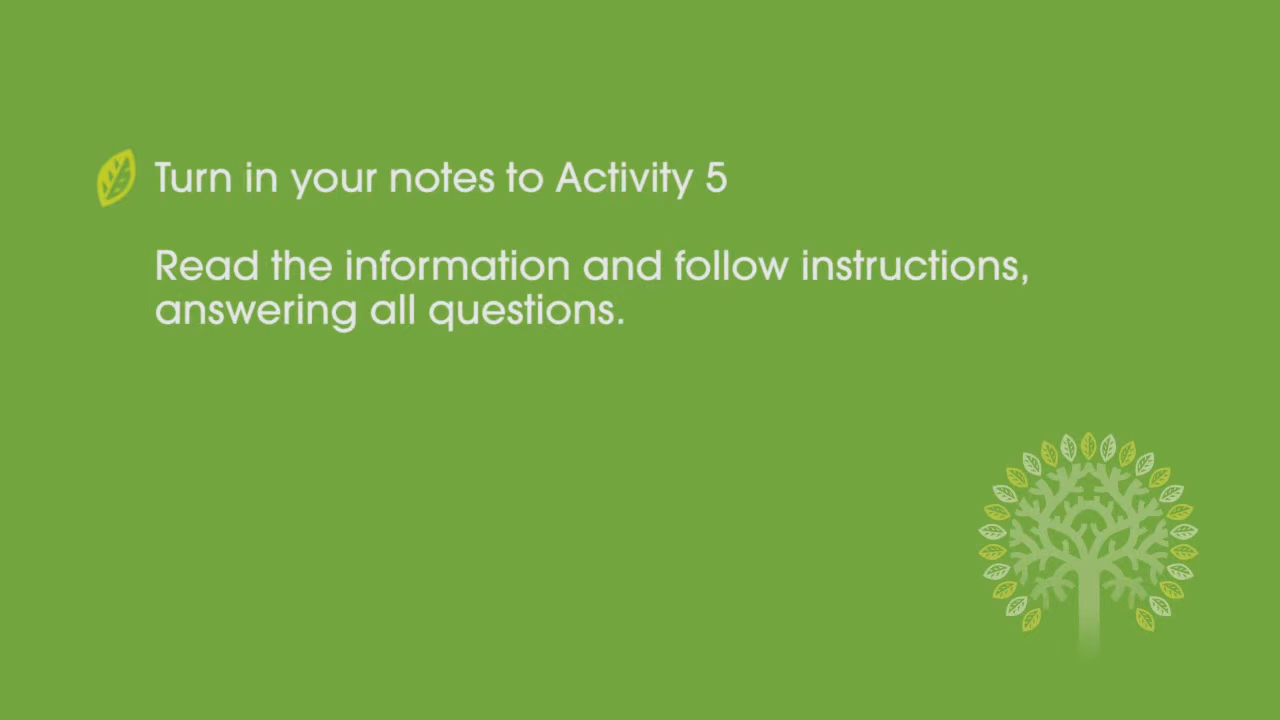 Turn in your notes to Activity 5
Read the information and follow instructions,
answering all questions.